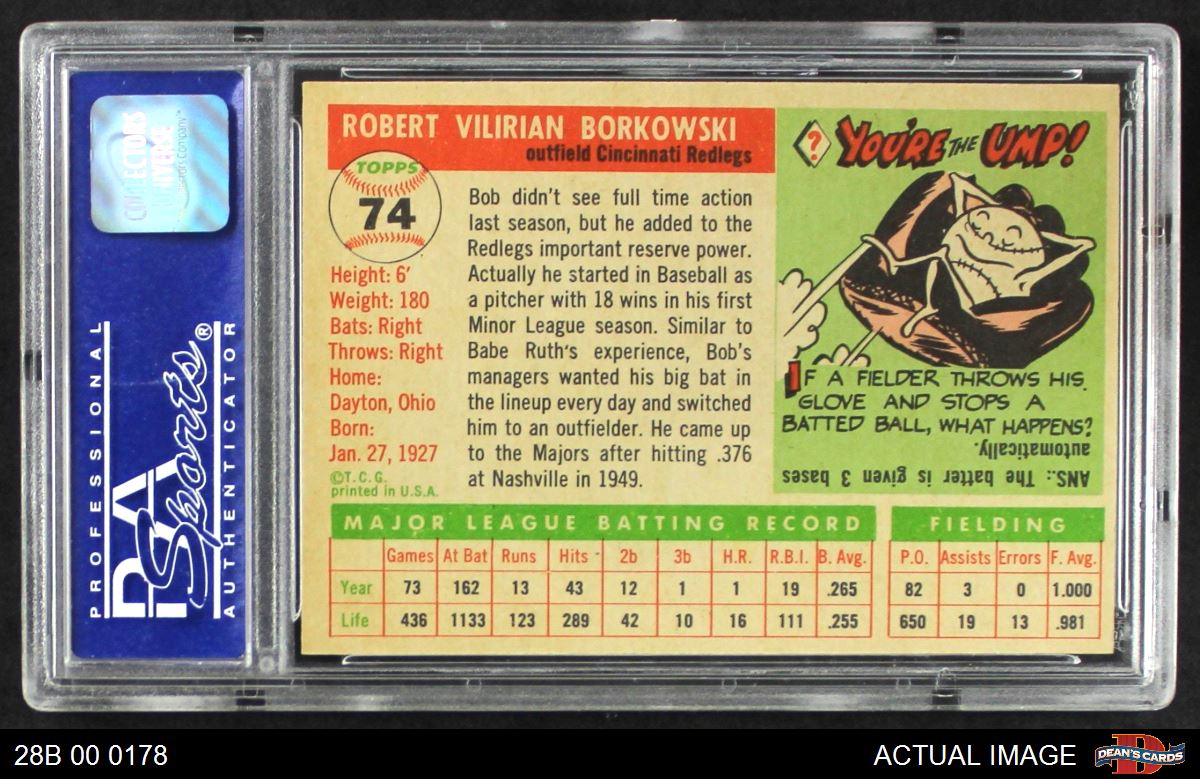 ROBERT VILIRIAN BORKOWSKI
outfield Cincinnati Redlegs
TOPPS
74
Height: 6'
Weight: 180
Bats: Right
Throws: Right
Home:
Dayton, Ohio
Born:
Jan. 27, 1927
©T.C.G.
printed in U.S.A.
Bob didn't see full time action
last season, but he added to the
Redlegs important reserve power.
Actually he started in Baseball as
a pitcher with 18 wins in his first
Minor League season. Similar to
Babe Ruth's experience, Bob's
managers wanted his big bat in
the lineup every day and switched
him to an outfielder. He came up
to the Majors after hitting .376
at Nashville in 1949.
? YOU'RE THE UMP!
IF A FIELDER THROWS HIS
GLOVE AND STOPS A
BATTED BALL, WHAT HAPPENS?
ANS.: The batter is given 3 bases
automatically.
MAJOR LEAGUE BATTING RECORD
Games At Bat Runs Hits 2b 3b H.R. R.B.I. B. Avg.
Year 73 162 13 43 12 1 1 19 .265
Life 436 1133 123 289 42 10 16 111 .255
FIELDING
P.O. Assists Errors F. Avg.
82 3 0 1.000
650 19 13 .981
COLLECTORS
UNIVERSE
PROFESSIONAL
PSA
Sports®
AUTHENTICATOR
28B 00 0178
ACTUAL IMAGE
DEAN'S CARDS